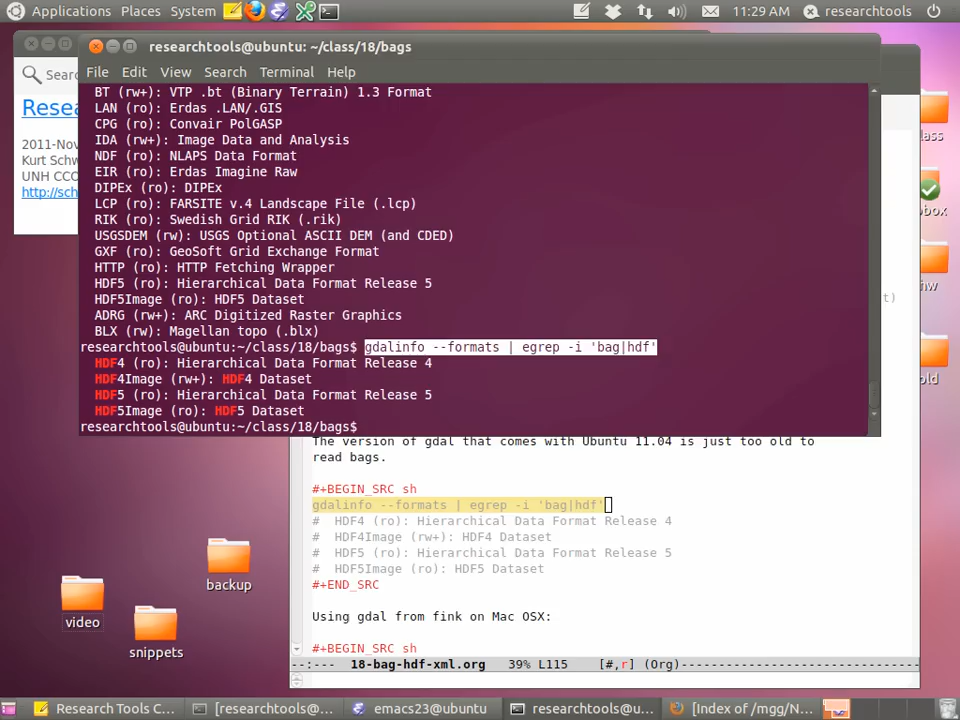 Applications Places System 11:29 AM researchtools
researchtools@ubuntu: ~/class/18/bags
File Edit View Search Terminal Help
BT (rw+): VTP .bt (Binary Terrain) 1.3 Format
LAN (ro): Erdas .LAN/.GIS
CPG (ro): Convair PolGASP
IDA (rw+): Image Data and Analysis
NDF (ro): NLAPS Data Format
EIR (ro): Erdas Imagine Raw
DIPEx (ro): DIPEx
LCP (ro): FARSITE v.4 Landscape File (.lcp)
RIK (ro): Swedish Grid RIK (.rik)
USGSDEM (rw): USGS Optional ASCII DEM (and CDED)
GXF (ro): GeoSoft Grid Exchange Format
HTTP (ro): HTTP Fetching Wrapper
HDF5 (ro): Hierarchical Data Format Release 5
HDF5Image (ro): HDF5 Dataset
ADRG (rw+): ARC Digitized Raster Graphics
BLX (rw): Magellan topo (.blx)
researchtools@ubuntu:~/class/18/bags$ gdalinfo --formats | egrep -i 'bag|hdf'
HDF4 (ro): Hierarchical Data Format Release 4
HDF4Image (rw+): HDF4 Dataset
HDF5 (ro): Hierarchical Data Format Release 5
HDF5Image (ro): HDF5 Dataset
researchtools@ubuntu:~/class/18/bags$
Sear
Resea
2011-Nov
Kurt Schw
UNH CCO
http://sch
lass
box
hw
old
t)
The version of gdal that comes with Ubuntu 11.04 is just too old to
read bags.
#+BEGIN_SRC sh
gdalinfo --formats | egrep -i 'bag|hdf'
# HDF4 (ro): Hierarchical Data Format Release 4
# HDF4Image (rw+): HDF4 Dataset
# HDF5 (ro): Hierarchical Data Format Release 5
# HDF5Image (ro): HDF5 Dataset
#+END_SRC
Using gdal from fink on Mac OSX:
#+BEGIN_SRC sh
--:--- 18-bag-hdf-xml.org 39% L115 [#,r] (Org)
backup
video
snippets
Research Tools C... [researchtools@... emacs23@ubuntu researchtools@u... [Index of /mgg/N...